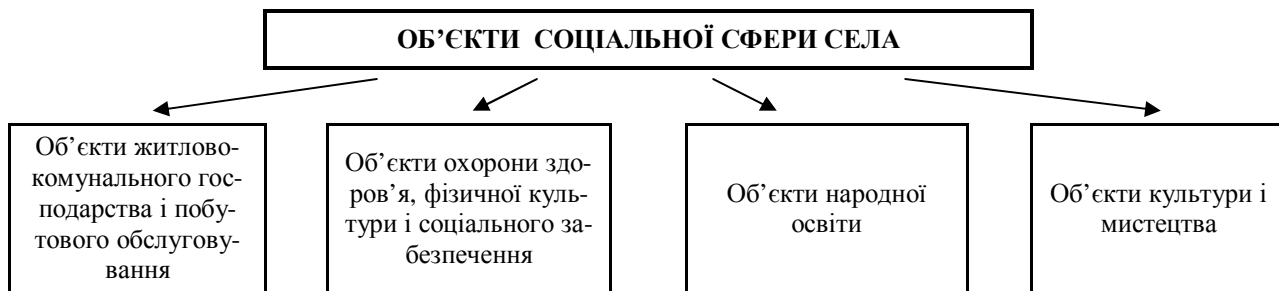 ОБ’ЄКТИ СОЦІАЛЬНОЇ СФЕРИ СЕЛА
Об’єкти житлово-
комунального гос-
подарства і побу-
тового обслугову-
вання
Об’єкти охорони здо-
ров’я, фізичної куль-
тури і соціального за-
безпечення
Об’єкти народної
освіти
Об’єкти культури і
мистецтва